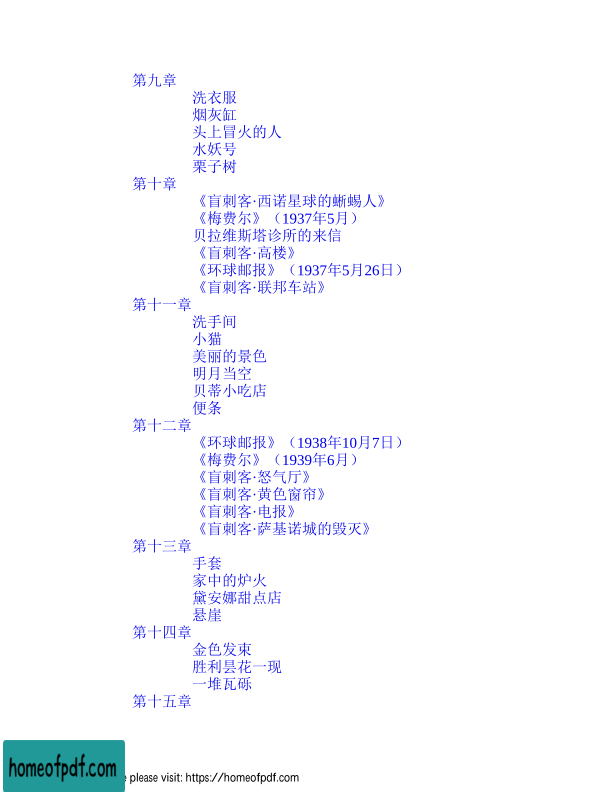 第九章
洗衣服
烟灰缸
头上冒火的人
水妖号
栗子树
第十章
《盲刺客·西诺星球的蜥蜴人》
《梅费尔》（1937年5月）
贝拉维斯塔诊所的来信
《盲刺客·高楼》
《环球邮报》（1937年5月26日）
《盲刺客·联邦车站》
第十一章
洗手间
小猫
美丽的景色
明月当空
贝蒂小吃店
便条
第十二章
《环球邮报》（1938年10月7日）
《梅费尔》（1939年6月）
《盲刺客·怒气厅》
《盲刺客·黄色窗帘》
《盲刺客·电报》
《盲刺客·萨基诺城的毁灭》
第十三章
手套
家中的炉火
黛安娜甜点店
悬崖
第十四章
金色发束
胜利昙花一现
一堆瓦砾
第十五章
homeofpdf.com
please visit: https://homeofpdf.com